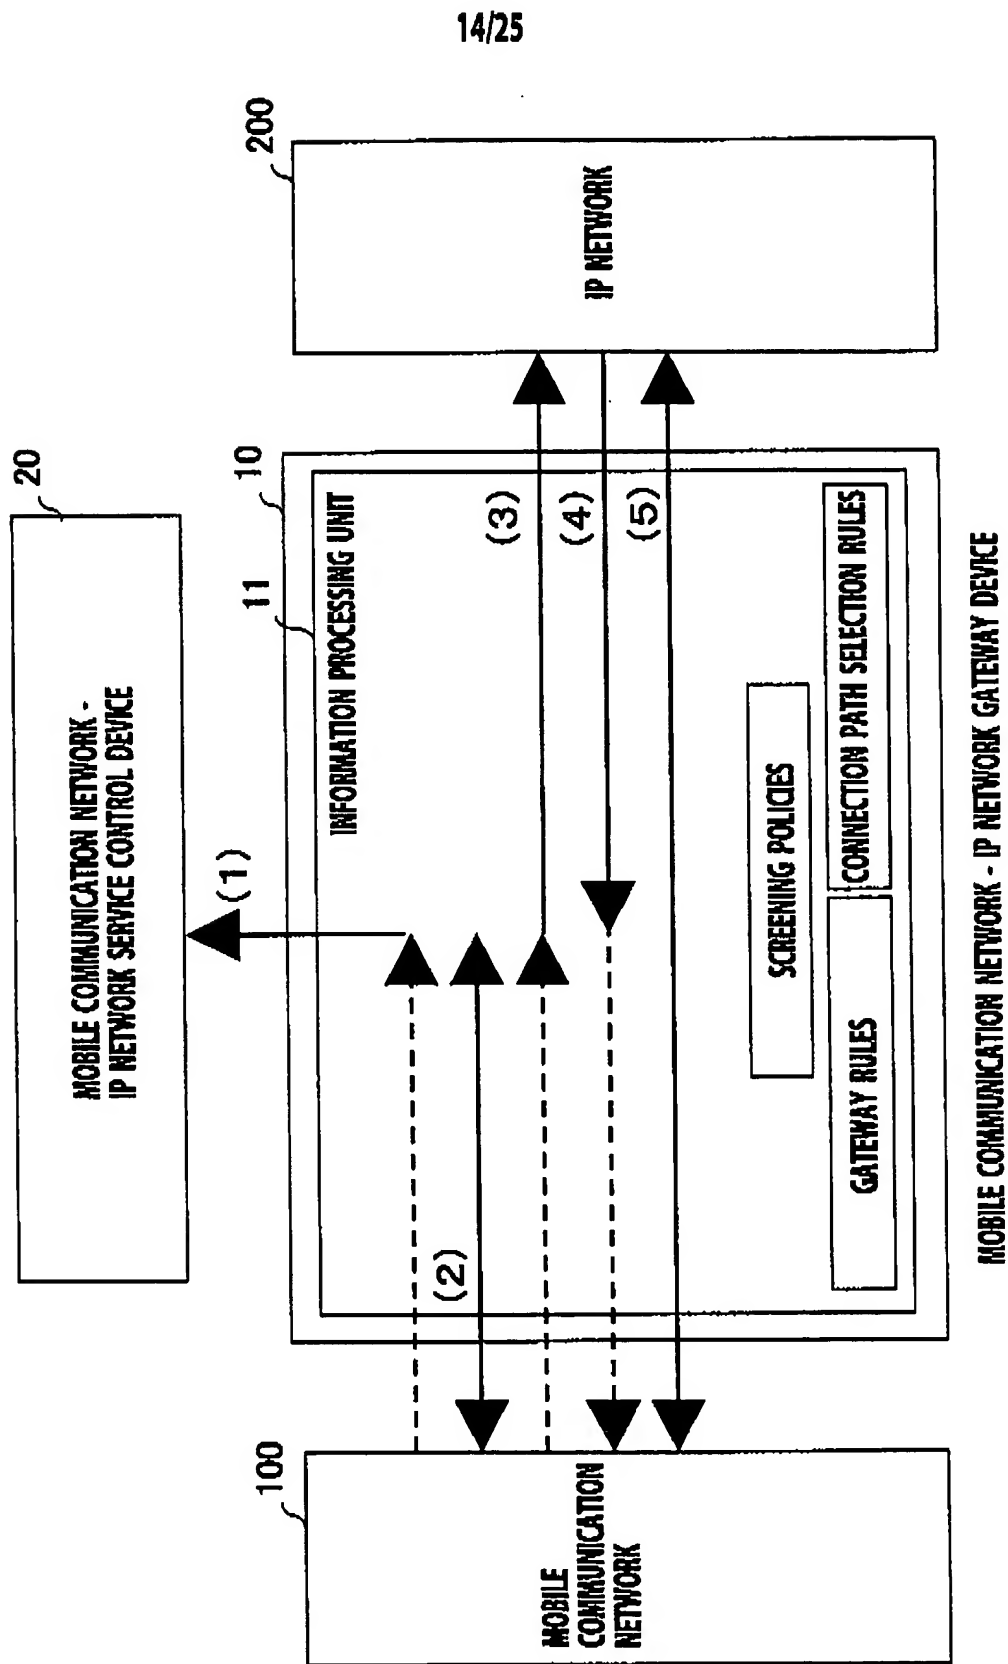 14/25
20
MOBILE COMMUNICATION NETWORK -
IP NETWORK SERVICE CONTROL DEVICE
(1)
10
11
INFORMATION PROCESSING UNIT
100
MOBILE
COMMUNICATION
NETWORK
200
IP NETWORK
(2)
(3)
(4)
(5)
SCREENING POLICIES
GATEWAY RULES
CONNECTION PATH SELECTION RULES
MOBILE COMMUNICATION NETWORK - IP NETWORK GATEWAY DEVICE